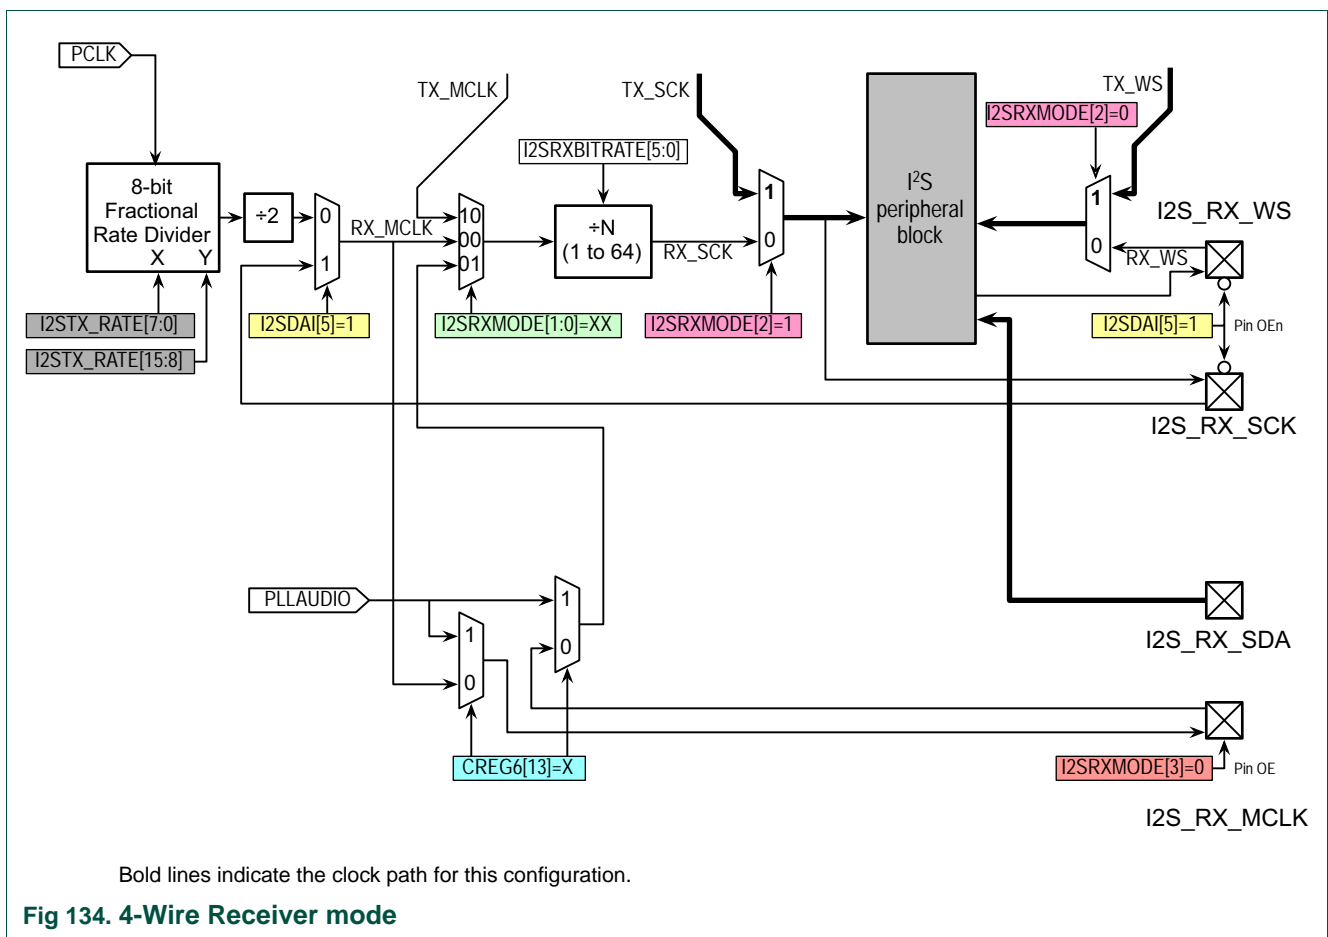 PCLK
TX_MCLK
TX_SCK
TX_WS
I2SRXMODE[2]=0
I2SRXBITRATE[5:0]
8-bit
Fractional
Rate Divider
X Y
÷2
0
1
RX_MCLK
10
00
01
÷N
(1 to 64)
RX_SCK
1
0
I²S
peripheral
block
1
0
RX_WS
I2S_RX_WS
I2STX_RATE[7:0]
I2STX_RATE[15:8]
I2SDAI[5]=1
I2SRXMODE[1:0]=XX
I2SRXMODE[2]=1
I2SDAI[5]=1
Pin OEn
I2S_RX_SCK
PLLAUDIO
1
0
1
0
I2S_RX_SDA
CREG6[13]=X
I2SRXMODE[3]=0
Pin OE
I2S_RX_MCLK
Bold lines indicate the clock path for this configuration.
Fig 134. 4-Wire Receiver mode